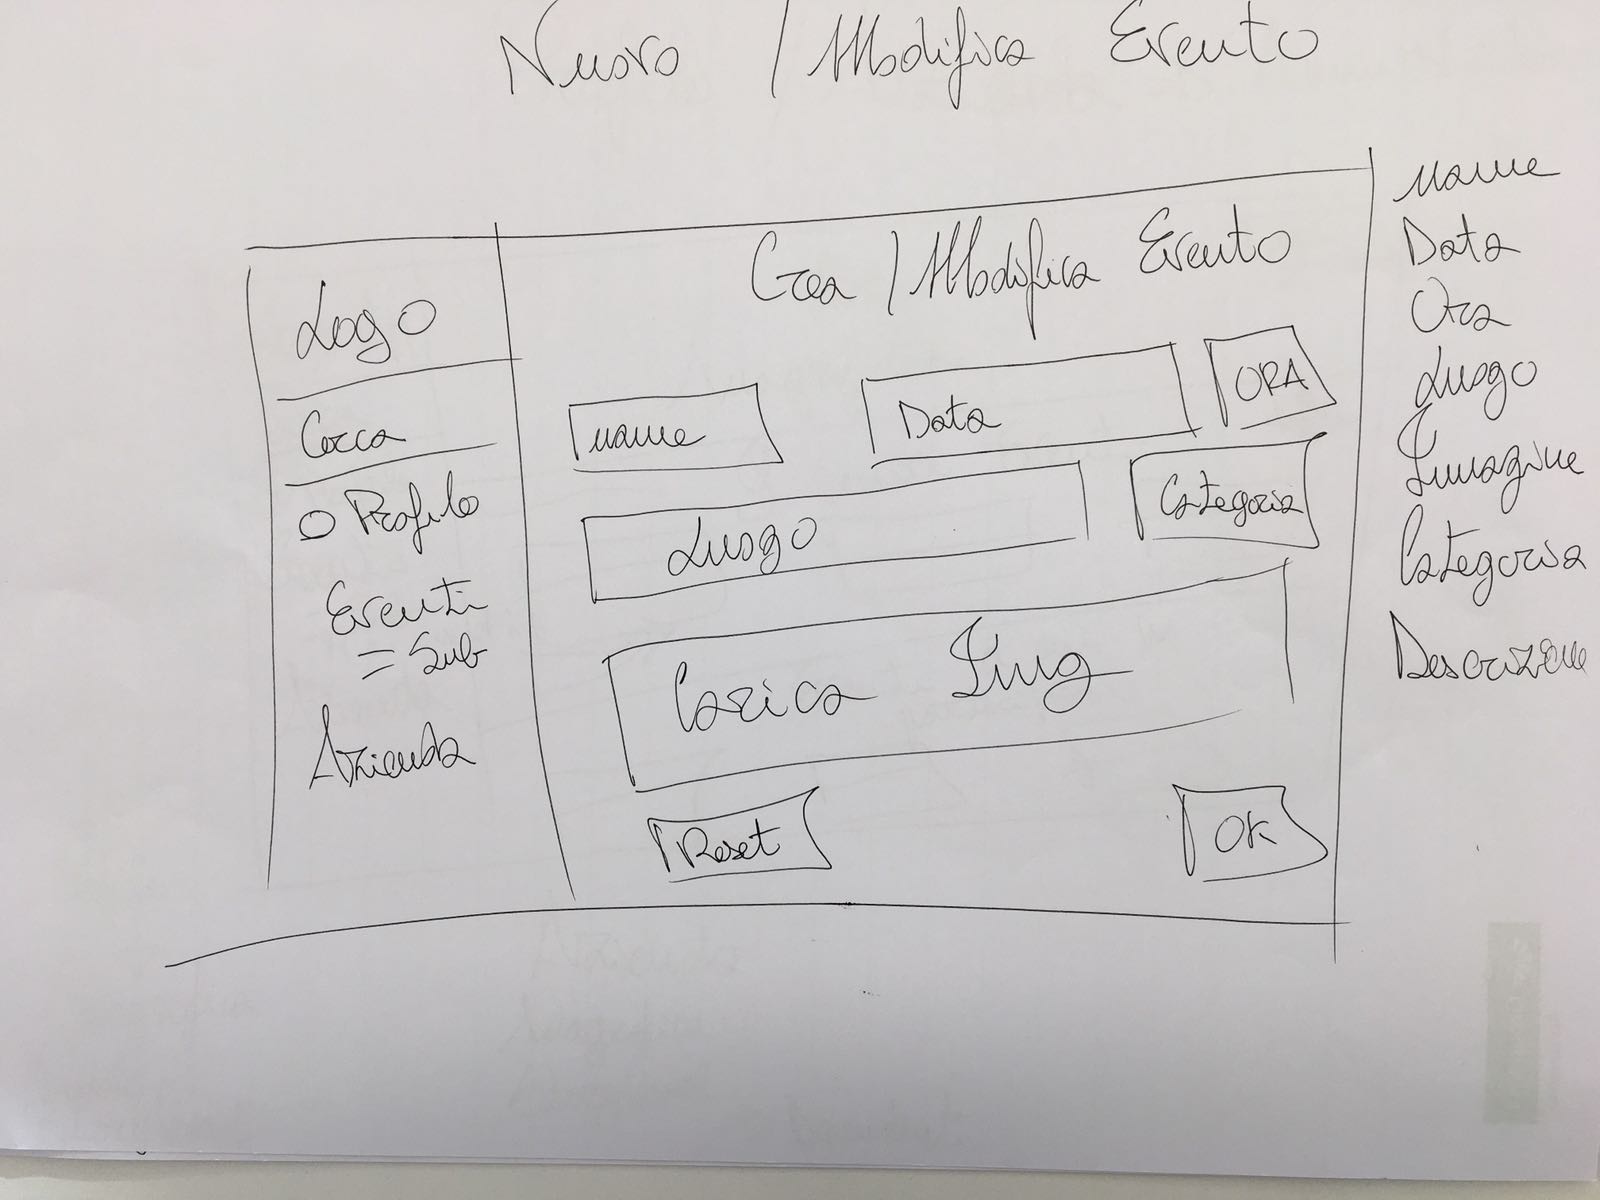 Nuovo / Modifica Evento
Crea / Modifica Evento
Logo
Cerca
Profilo
Eventi
= Sub
Azienda
name
Data
ORA
Luogo
Categoria
Carica Img
Reset
OK
name
Data
Ora
Luogo
Immagine
Categoria
Descrizione